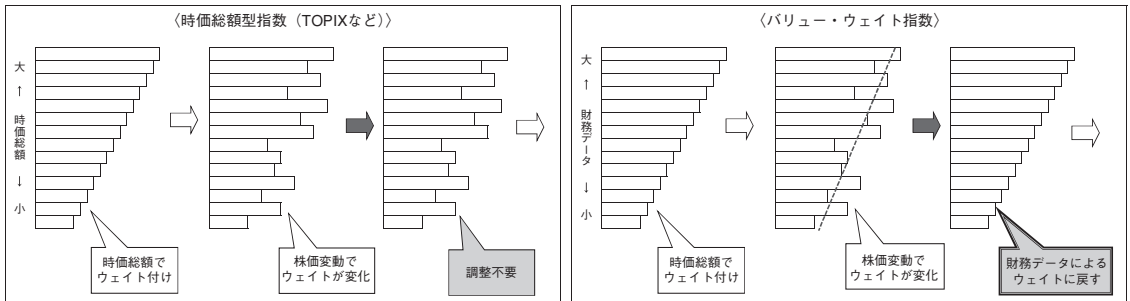 〈時価総額型指数（TOPIXなど）〉
大
↑
時価総額
↓
小
時価総額で
ウェイト付け
株価変動で
ウェイトが変化
調整不要
〈バリュー・ウェイト指数〉
大
↑
財務データ
↓
小
時価総額で
ウェイト付け
株価変動で
ウェイトが変化
財務データによる
ウェイトに戻す